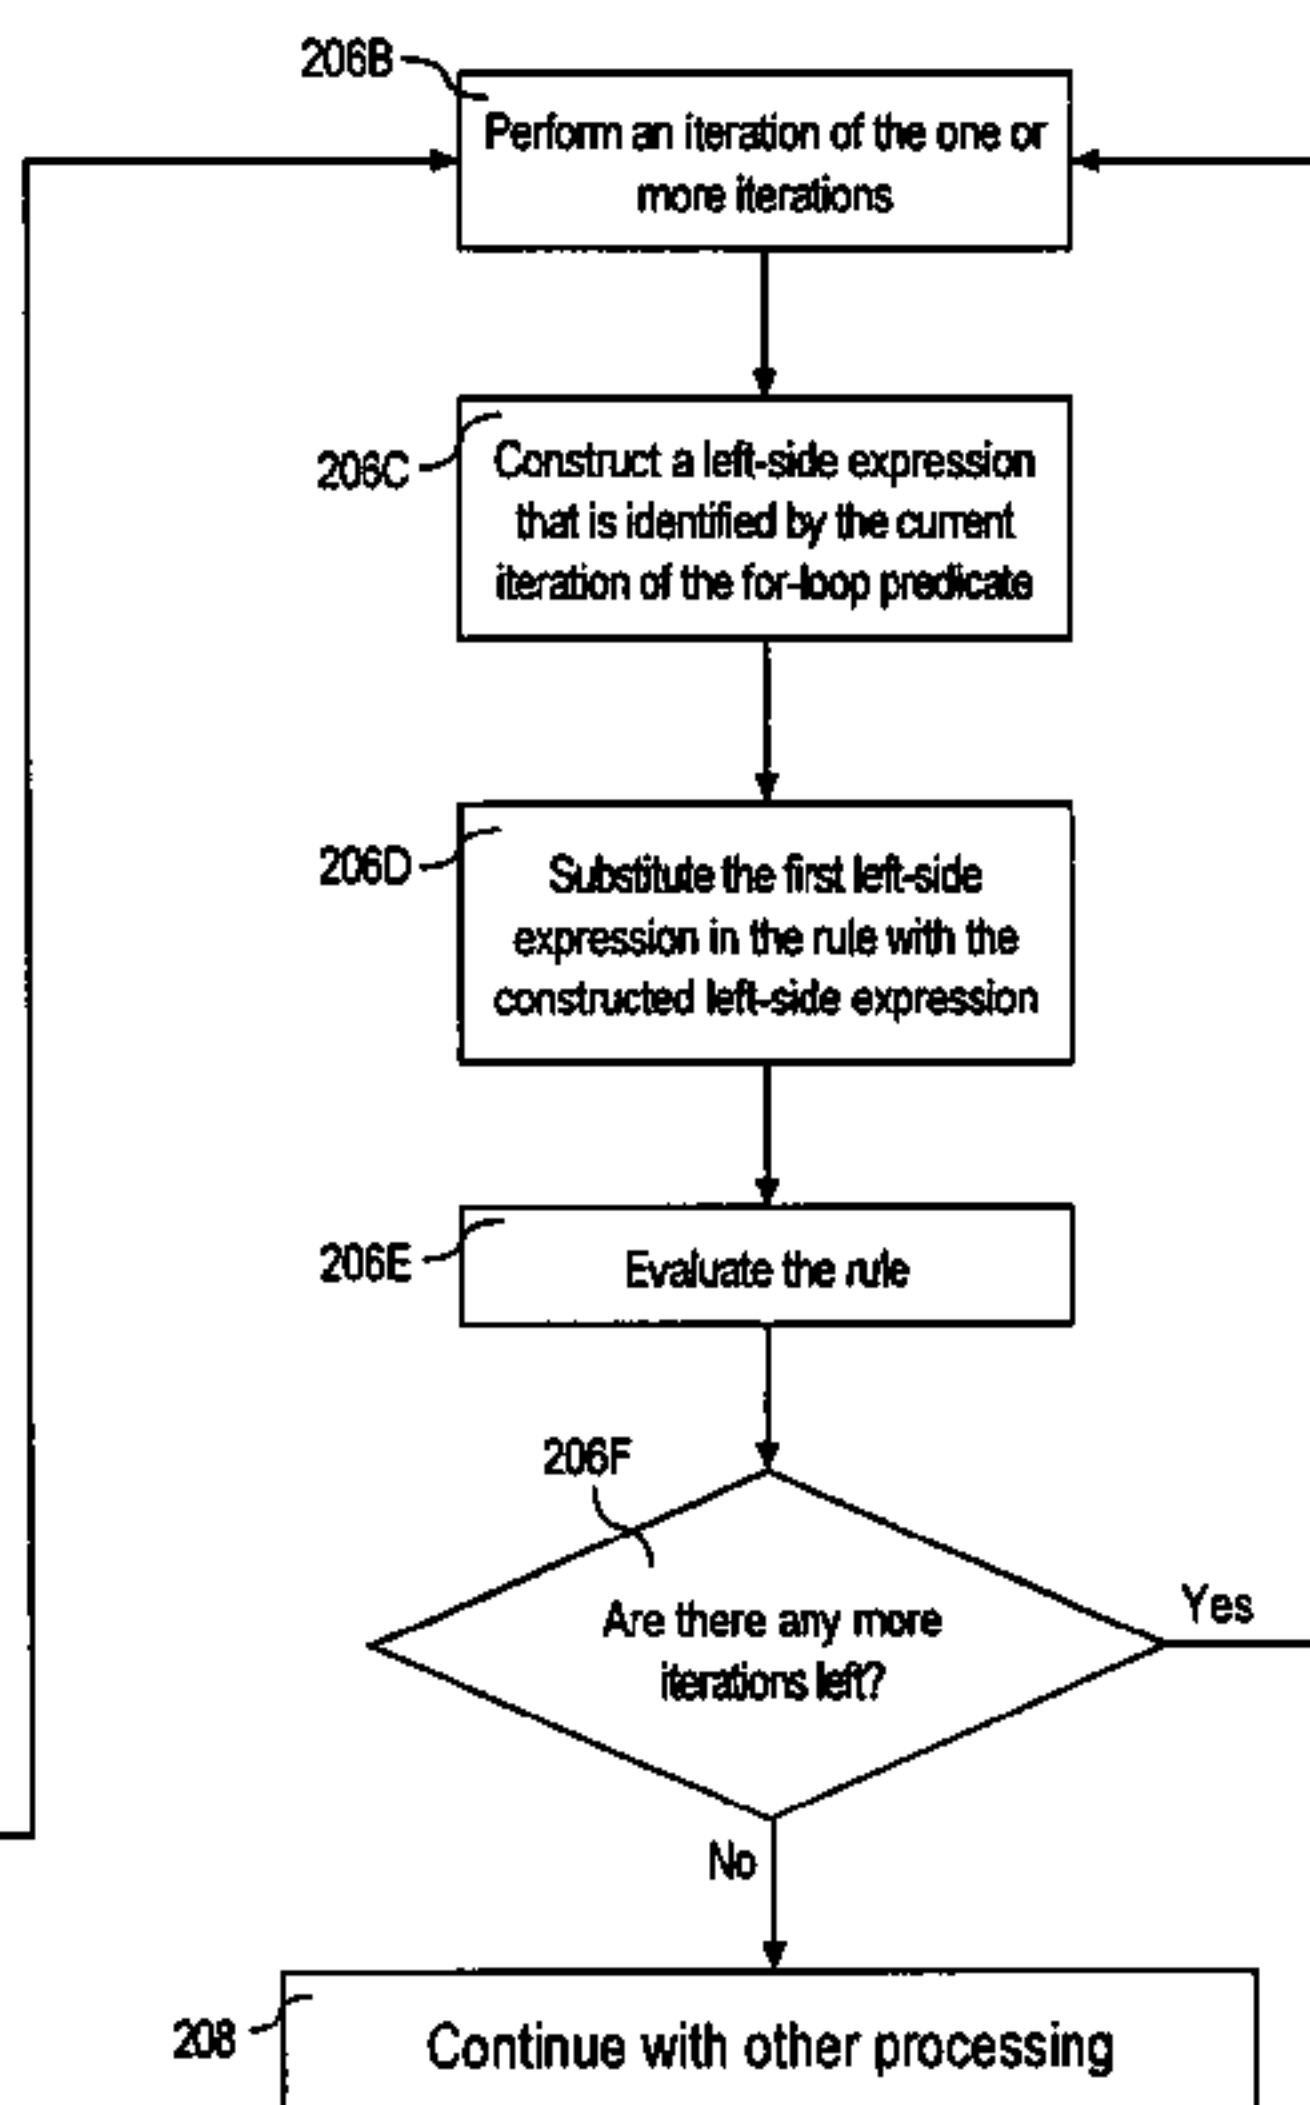 206B
Perform an iteration of the one or
more iterations
206C
Construct a left-side expression
that is identified by the current
iteration of the for-loop predicate
206D
Substitute the first left-side
expression in the rule with the
constructed left-side expression
206E
Evaluate the rule
206F
Are there any more
iterations left?
Yes
No
208
Continue with other processing